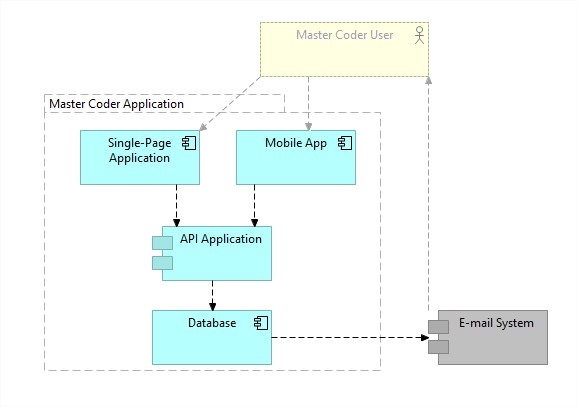 Master Coder User
Master Coder Application
Single-Page
Application
Mobile App
API Application
Database
E-mail System